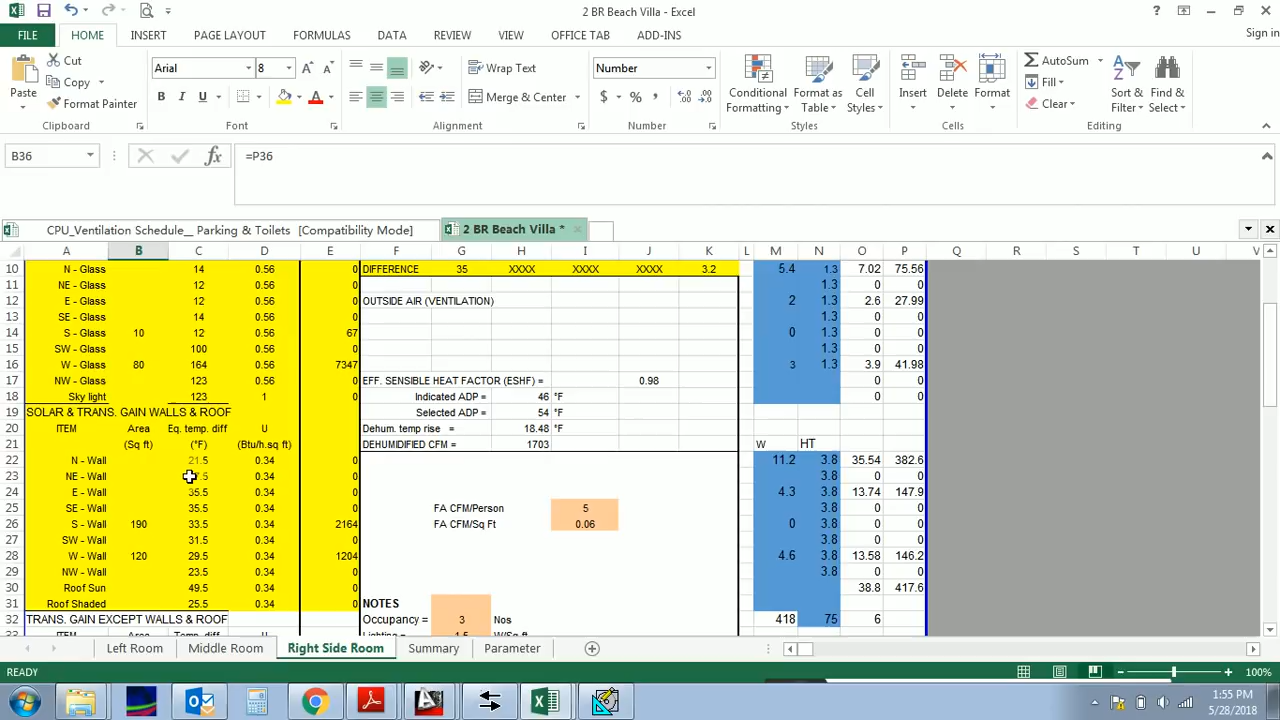 2 BR Beach Villa - Excel
FILE HOME INSERT PAGE LAYOUT FORMULAS DATA REVIEW VIEW OFFICE TAB ADD-INS Sign in
Cut
Copy
Format Painter
Paste
Arial 8
B I U
Wrap Text
Merge & Center
Number
$ % ,
Conditional Formatting
Format as Table
Cell Styles
Insert Delete Format
AutoSum
Fill
Clear
Sort & Filter
Find & Select
Clipboard Font Alignment Number Styles Cells Editing
B36 fx =P36
CPU_Ventilation Schedule__ Parking & Toilets [Compatibility Mode] 2 BR Beach Villa *
A B C D E F G H I J K L M N O P Q R S T U V
10 N - Glass 14 0.56 0 DIFFERENCE 35 XXXX XXXX XXXX 3.2 5.4 1.3 7.02 75.56
11 NE - Glass 12 0.56 0 1.3 0 0
12 E - Glass 12 0.56 0 OUTSIDE AIR (VENTILATION) 2 1.3 2.6 27.99
13 SE - Glass 14 0.56 0 1.3 0 0
14 S - Glass 10 12 0.56 67 0 1.3 0 0
15 SW - Glass 100 0.56 0 1.3 0 0
16 W - Glass 80 164 0.56 7347 3 1.3 3.9 41.98
17 NW - Glass 123 0.56 0 EFF. SENSIBLE HEAT FACTOR (ESHF) = 0.98 0 0
18 Sky light 123 1 0 Indicated ADP = 46 °F 0 0
19 SOLAR & TRANS. GAIN WALLS & ROOF Selected ADP = 54 °F
20 ITEM Area Eq. temp. diff U Dehum. temp rise = 18.48 °F
21 (Sq ft) (°F) (Btu/h.sq ft) DEHUMIDIFIED CFM = 1703 W HT
22 N - Wall 21.5 0.34 0 11.2 3.8 35.54 382.6
23 NE - Wall .5 0.34 0 3.8 0 0
24 E - Wall 35.5 0.34 0 4.3 3.8 13.74 147.9
25 SE - Wall 35.5 0.34 0 FA CFM/Person 5 3.8 0 0
26 S - Wall 190 33.5 0.34 2164 FA CFM/Sq Ft 0.06 0 3.8 0 0
27 SW - Wall 31.5 0.34 0 3.8 0 0
28 W - Wall 120 29.5 0.34 1204 4.6 3.8 13.58 146.2
29 NW - Wall 23.5 0.34 0 3.8 0 0
30 Roof Sun 49.5 0.34 0 38.8 417.6
31 Roof Shaded 25.5 0.34 0 NOTES
32 TRANS. GAIN EXCEPT WALLS & ROOF Occupancy = 3 Nos 418 75 6
33 ITEM Area Temp. diff U Lighting = 1.5 W/Sq ft
Left Room Middle Room Right Side Room Summary Parameter
READY 100%
1:55 PM
5/28/2018